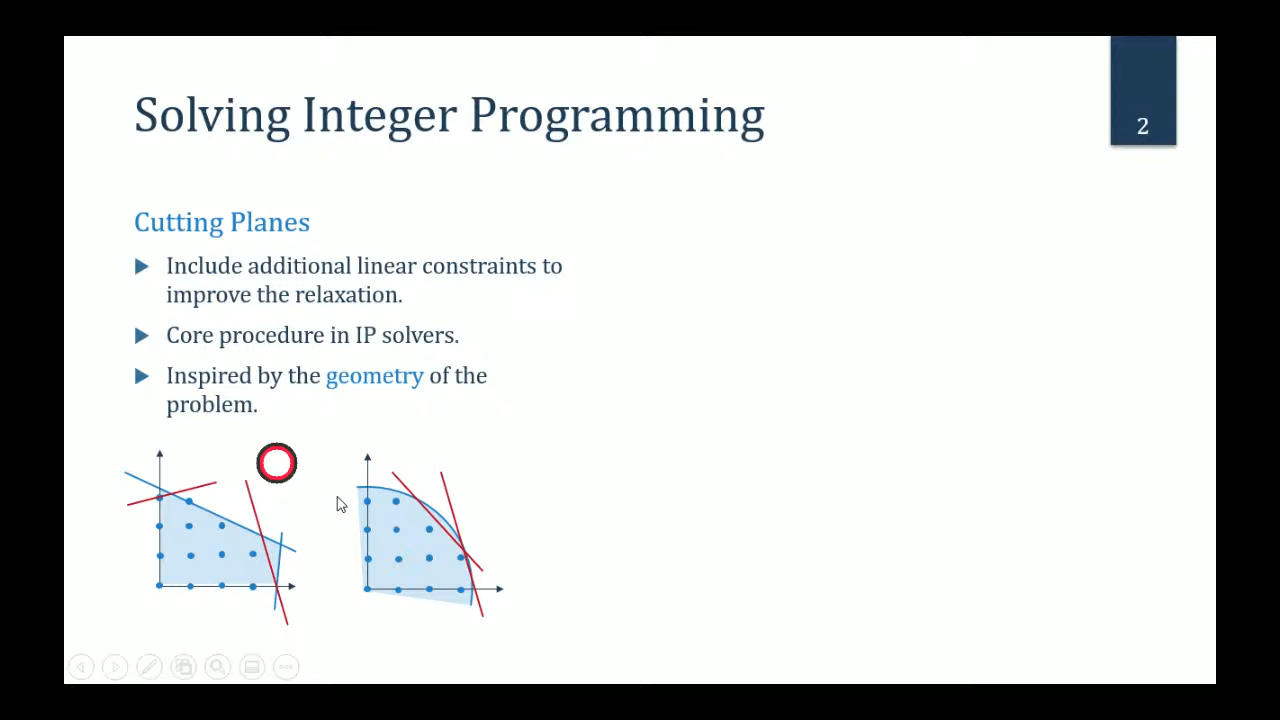 Solving Integer Programming
2
Cutting Planes
Include additional linear constraints to
improve the relaxation.
Core procedure in IP solvers.
Inspired by the geometry of the
problem.